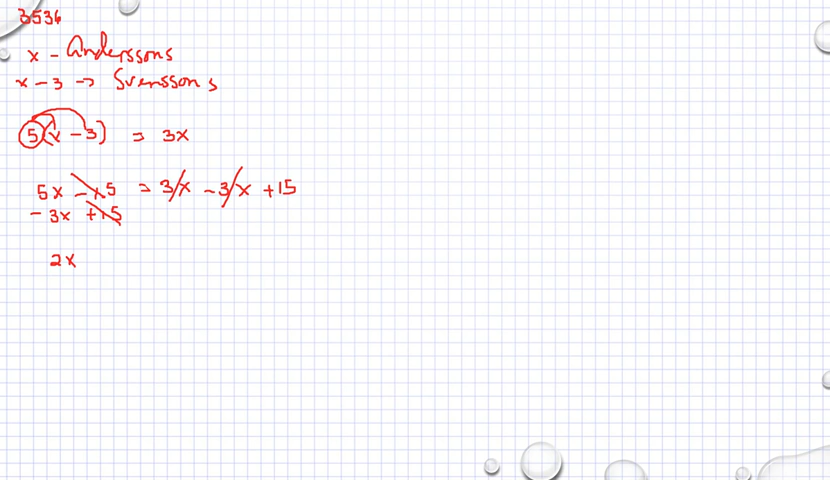 3536
x - Anderssons
x - 3 -> Svenssons
5(x - 3) = 3x
5x - 15 = 3x - 3x + 15
- 3x + 15
2x